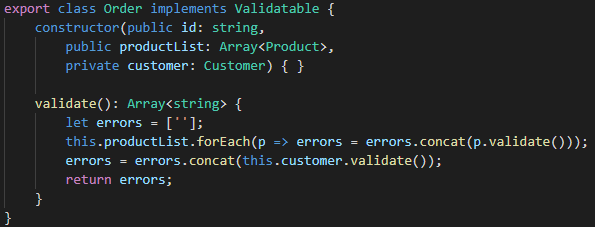 export class Order implements Validatable {
    constructor(public id: string,
        public productList: Array<Product>,
        private customer: Customer) { }

    validate(): Array<string> {
        let errors = [''];
        this.productList.forEach(p => errors = errors.concat(p.validate()));
        errors = errors.concat(this.customer.validate());
        return errors;
    }
}